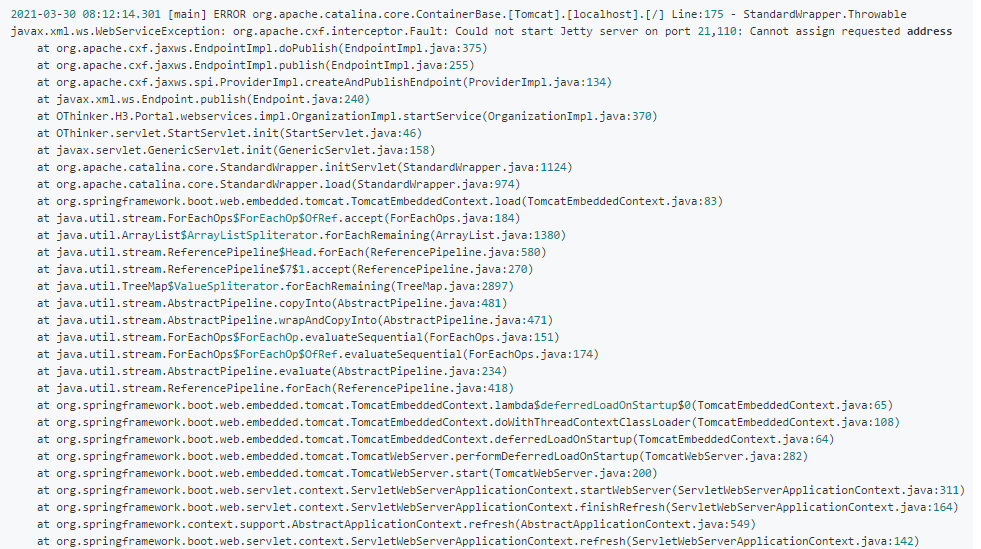 2021-03-30 08:12:14.301 [main] ERROR org.apache.catalina.core.ContainerBase.[Tomcat].[localhost].[/] Line:175 - StandardWrapper.Throwable
javax.xml.ws.WebServiceException: org.apache.cxf.interceptor.Fault: Could not start Jetty server on port 21,110: Cannot assign requested address
at org.apache.cxf.jaxws.EndpointImpl.doPublish(EndpointImpl.java:375)
at org.apache.cxf.jaxws.EndpointImpl.publish(EndpointImpl.java:255)
at org.apache.cxf.jaxws.spi.ProviderImpl.createAndPublishEndpoint(ProviderImpl.java:134)
at javax.xml.ws.Endpoint.publish(Endpoint.java:240)
at OThinker.H3.Portal.webservices.impl.OrganizationImpl.startService(OrganizationImpl.java:370)
at OThinker.servlet.StartServlet.init(StartServlet.java:46)
at javax.servlet.GenericServlet.init(GenericServlet.java:158)
at org.apache.catalina.core.StandardWrapper.initServlet(StandardWrapper.java:1124)
at org.apache.catalina.core.StandardWrapper.load(StandardWrapper.java:974)
at org.springframework.boot.web.embedded.tomcat.TomcatEmbeddedContext.load(TomcatEmbeddedContext.java:83)
at java.util.stream.ForEachOps$ForEachOp$OfRef.accept(ForEachOps.java:184)
at java.util.ArrayList$ArrayListSpliterator.forEachRemaining(ArrayList.java:1380)
at java.util.stream.ReferencePipeline$Head.forEach(ReferencePipeline.java:580)
at java.util.stream.ReferencePipeline$7$1.accept(ReferencePipeline.java:270)
at java.util.TreeMap$ValueSpliterator.forEachRemaining(TreeMap.java:2897)
at java.util.stream.AbstractPipeline.copyInto(AbstractPipeline.java:481)
at java.util.stream.AbstractPipeline.wrapAndCopyInto(AbstractPipeline.java:471)
at java.util.stream.ForEachOps$ForEachOp.evaluateSequential(ForEachOps.java:151)
at java.util.stream.ForEachOps$ForEachOp$OfRef.evaluateSequential(ForEachOps.java:174)
at java.util.stream.AbstractPipeline.evaluate(AbstractPipeline.java:234)
at java.util.stream.ReferencePipeline.forEach(ReferencePipeline.java:418)
at org.springframework.boot.web.embedded.tomcat.TomcatEmbeddedContext.lambda$deferredLoadOnStartup$0(TomcatEmbeddedContext.java:65)
at org.springframework.boot.web.embedded.tomcat.TomcatEmbeddedContext.doWithThreadContextClassLoader(TomcatEmbeddedContext.java:108)
at org.springframework.boot.web.embedded.tomcat.TomcatEmbeddedContext.deferredLoadOnStartup(TomcatEmbeddedContext.java:64)
at org.springframework.boot.web.embedded.tomcat.TomcatWebServer.performDeferredLoadOnStartup(TomcatWebServer.java:282)
at org.springframework.boot.web.embedded.tomcat.TomcatWebServer.start(TomcatWebServer.java:200)
at org.springframework.boot.web.servlet.context.ServletWebServerApplicationContext.startWebServer(ServletWebServerApplicationContext.java:311)
at org.springframework.boot.web.servlet.context.ServletWebServerApplicationContext.finishRefresh(ServletWebServerApplicationContext.java:164)
at org.springframework.context.support.AbstractApplicationContext.refresh(AbstractApplicationContext.java:549)
at org.springframework.boot.web.servlet.context.ServletWebServerApplicationContext.refresh(ServletWebServerApplicationContext.java:142)